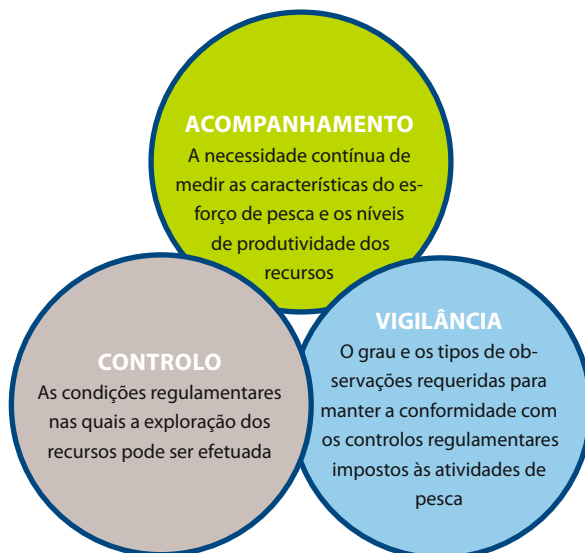 ACOMPANHAMENTO
A necessidade contínua de
medir as características do es-
forço de pesca e os níveis
de produtividade dos
recursos
CONTROLO
As condições regulamentares
nas quais a exploração dos
recursos pode ser efetuada
VIGILÂNCIA
O grau e os tipos de ob-
servações requeridas para
manter a conformidade com
os controlos regulamentares
impostos às atividades de
pesca